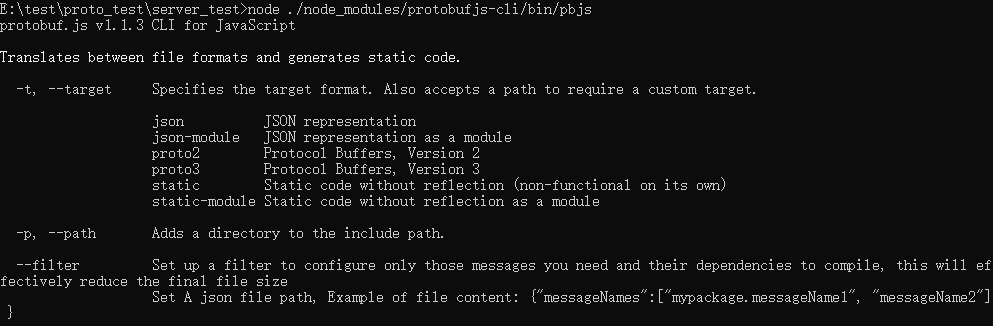 E:\test\proto_test\server_test>node ./node_modules/protobufjs-cli/bin/pbjs
protobuf.js v1.1.3 CLI for JavaScript
Translates between file formats and generates static code.
-t, --target Specifies the target format. Also accepts a path to require a custom target.
json JSON representation
json-module JSON representation as a module
proto2 Protocol Buffers, Version 2
proto3 Protocol Buffers, Version 3
static Static code without reflection (non-functional on its own)
static-module Static code without reflection as a module
-p, --path Adds a directory to the include path.
--filter Set up a filter to configure only those messages you need and their dependencies to compile, this will ef
fectively reduce the final file size
Set A json file path, Example of file content: {"messageNames":["mypackage.messageName1", "messageName2"]
}